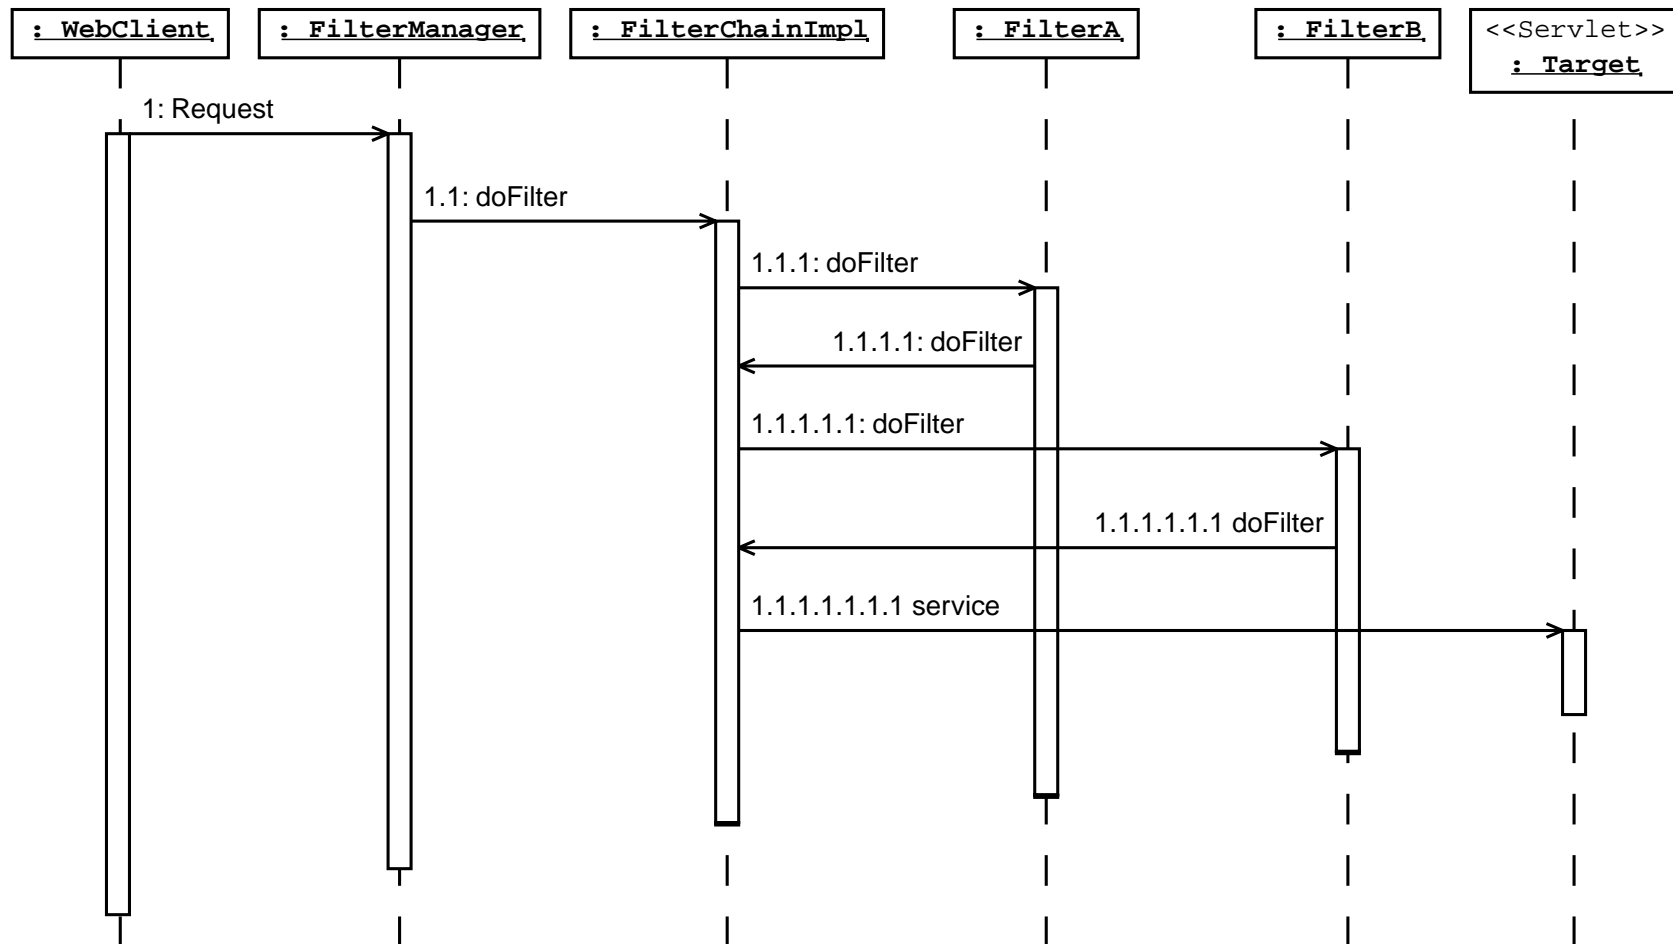 : WebClient
: FilterManager
: FilterChainImpl
: FilterA
: FilterB
<<Servlet>>
: Target
1: Request
1.1: doFilter
1.1.1: doFilter
1.1.1.1: doFilter
1.1.1.1.1: doFilter
1.1.1.1.1.1 doFilter
1.1.1.1.1.1.1 service